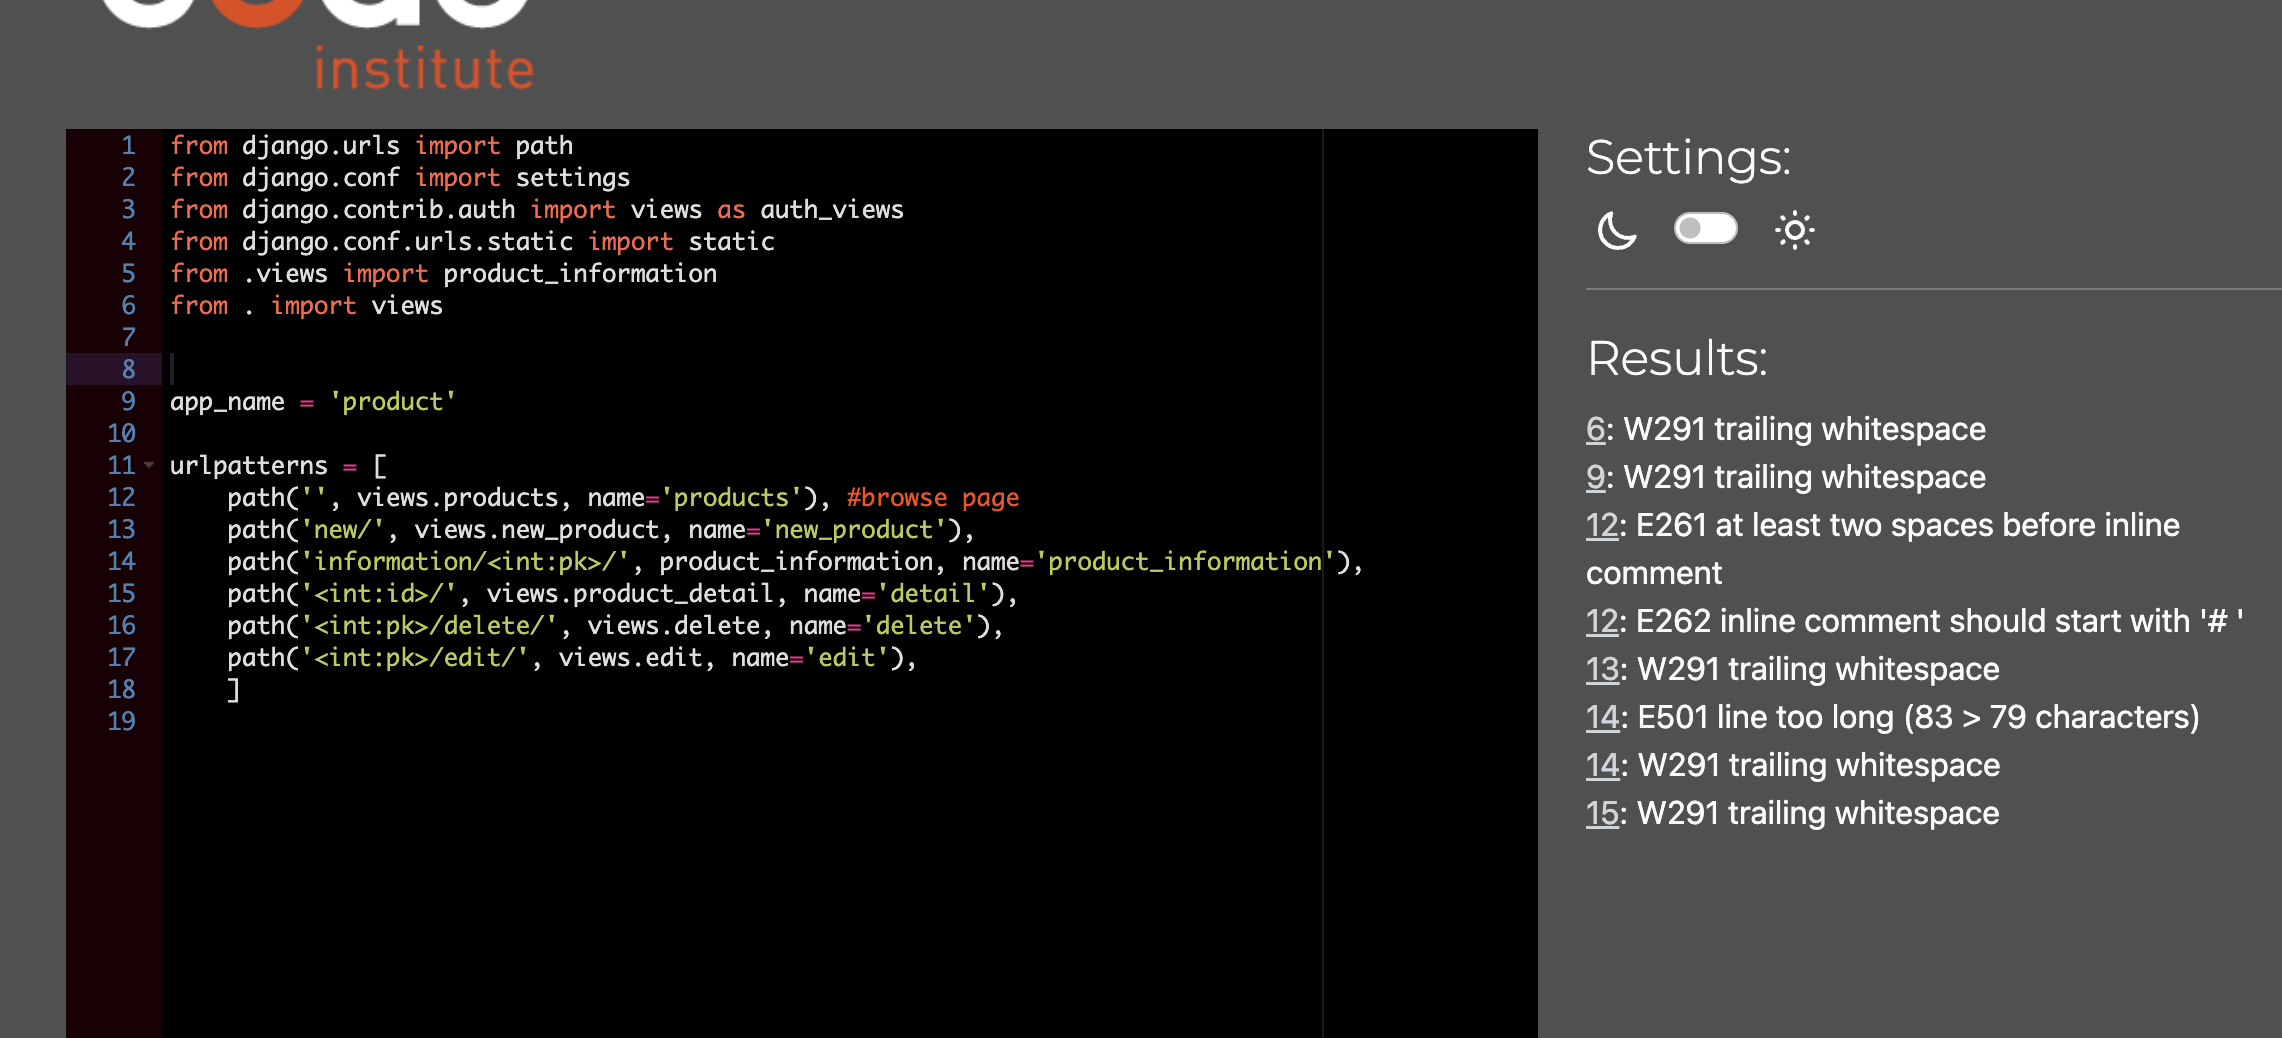 institute
1 from django.urls import path
2 from django.conf import settings
3 from django.contrib.auth import views as auth_views
4 from django.conf.urls.static import static
5 from .views import product_information
6 from . import views
7
8
9 app_name = 'product'
10
11 urlpatterns = [
12     path('', views.products, name='products'), #browse page
13     path('new/', views.new_product, name='new_product'),
14     path('information/<int:pk>/', product_information, name='product_information'),
15     path('<int:id>/', views.product_detail, name='detail'),
16     path('<int:pk>/delete/', views.delete, name='delete'),
17     path('<int:pk>/edit/', views.edit, name='edit'),
18     ]
19
Settings:
Results:
6: W291 trailing whitespace
9: W291 trailing whitespace
12: E261 at least two spaces before inline
comment
12: E262 inline comment should start with '# '
13: W291 trailing whitespace
14: E501 line too long (83 > 79 characters)
14: W291 trailing whitespace
15: W291 trailing whitespace